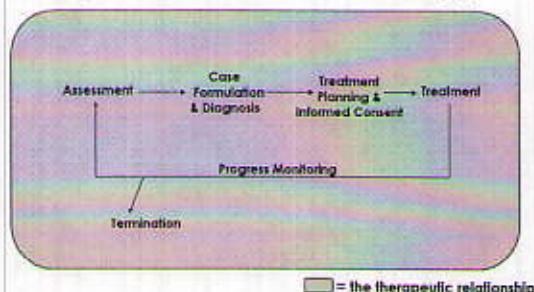 Assessment
Case
Formulation
& Diagnosis
Treatment
Planning &
Informed Consent
Treatment
Progress Monitoring
Termination
= the therapeutic relationship